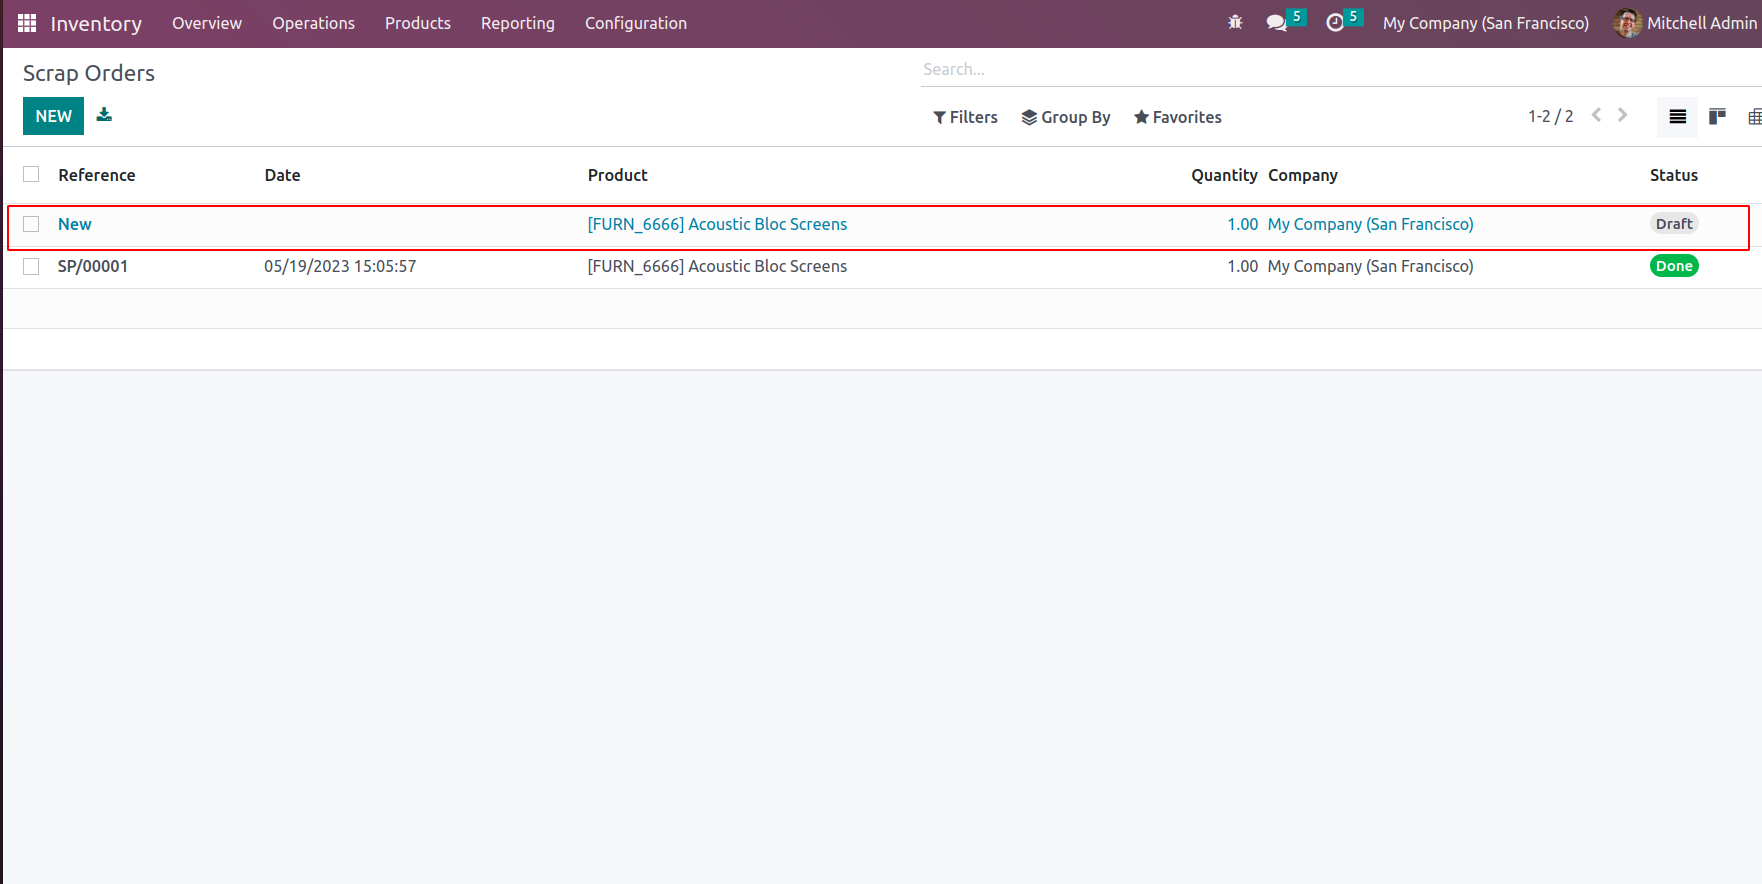 Inventory Overview Operations Products Reporting Configuration 5 5 My Company (San Francisco) Mitchell Admin
Scrap Orders Search...
NEW Filters Group By Favorites 1-2 / 2
Reference Date Product Quantity Company Status
New [FURN_6666] Acoustic Bloc Screens 1.00 My Company (San Francisco) Draft
SP/00001 05/19/2023 15:05:57 [FURN_6666] Acoustic Bloc Screens 1.00 My Company (San Francisco) Done